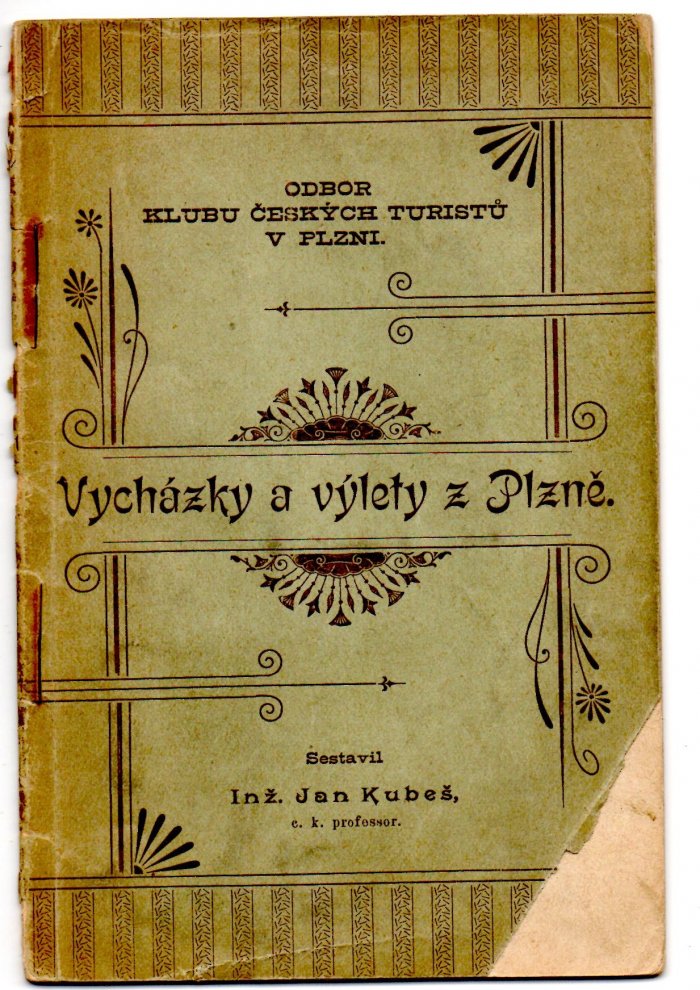 ODBOR
KLUBU ČESKÝCH TURISTŮ
V PLZNI.
Vycházky a výlety z Plzně.
Sestavil
Inž. Jan Kubeš,
c. k. professor.